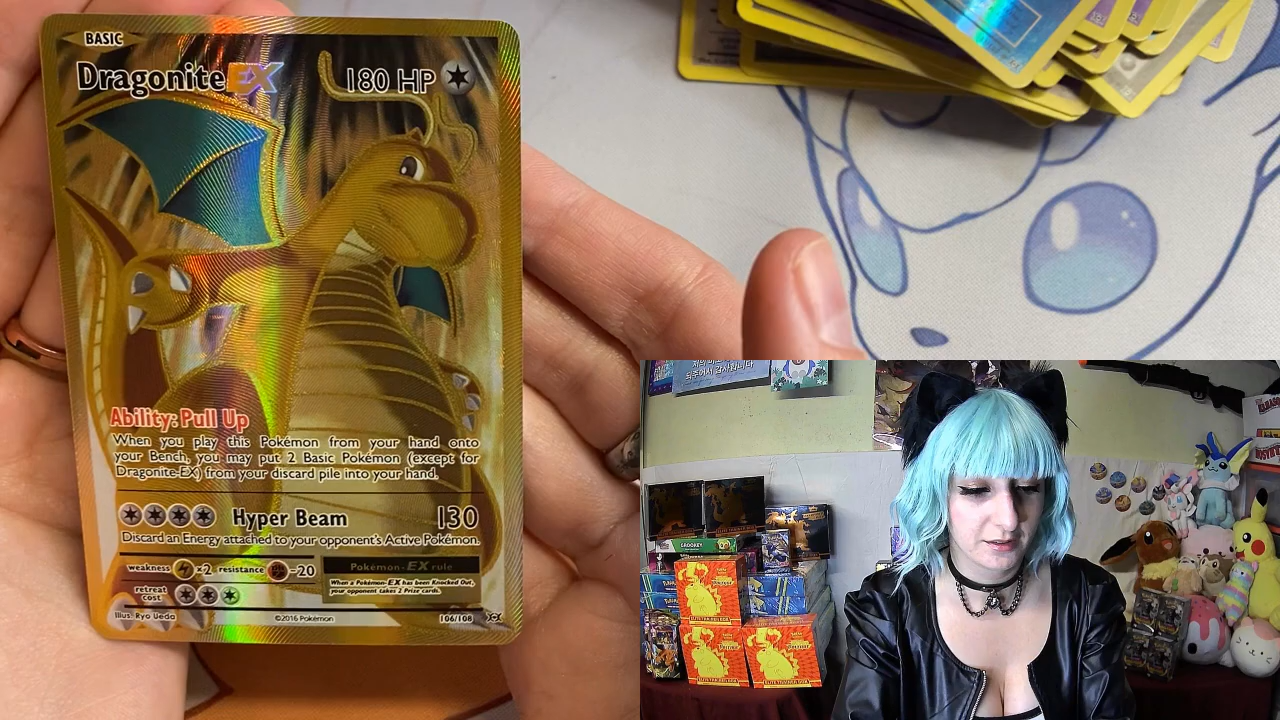 BASIC
Dragonite EX 180 HP
Ability: Pull Up
When you play this Pokémon from your hand onto
your Bench, you may put 2 Basic Pokémon (except for
Dragonite-EX) from your discard pile into your hand.
Hyper Beam 130
Discard an Energy attached to your opponent's Active Pokémon.
weakness x2 resistance -20
Pokémon-EX rule
When a Pokémon-EX has been Knocked Out,
your opponent takes 2 Prize cards.
retreat
cost
Illus. Ryo Ueda
©2016 Pokémon
106/108
GROOKEY